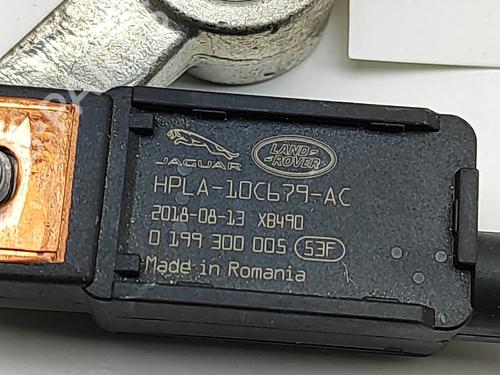 JAGUAR
LAND-
-ROVER
HPLA-10C679-AC
2018-08-13 XB490
0 199 300 005 53F
Made in Romania